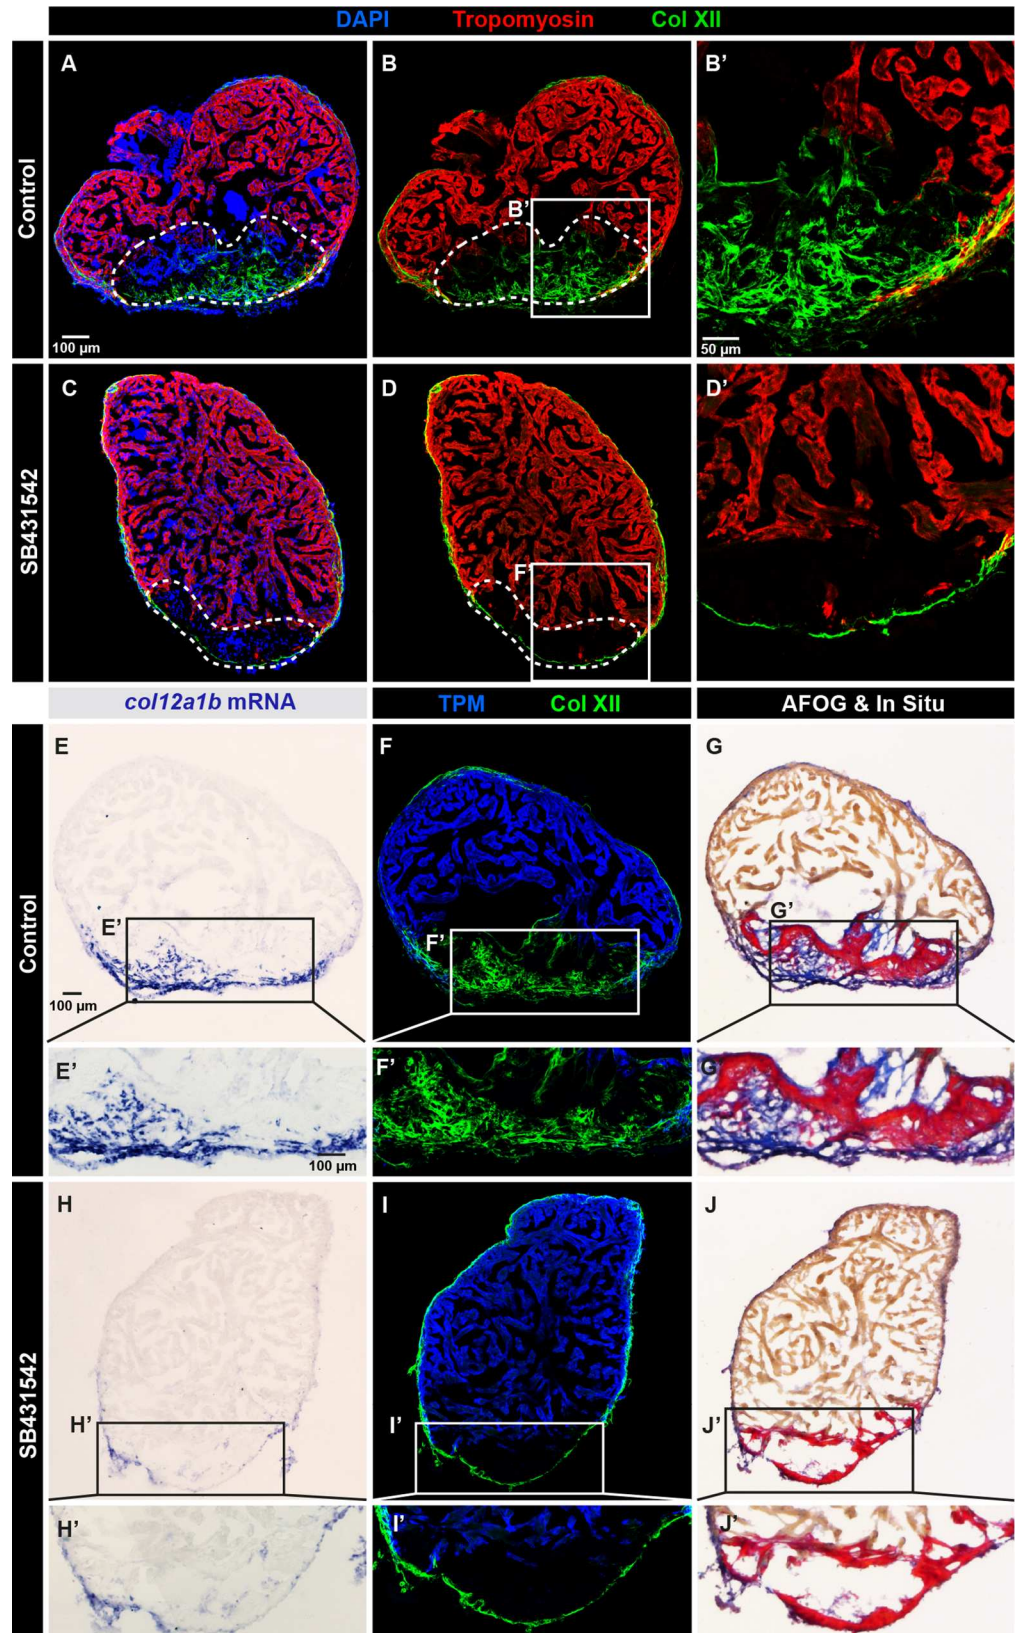 DAPI Tropomyosin Col XII
Control
A
B
B'
B'
100 µm
50 µm
SB431542
C
D
D'
F'
col12a1b mRNA TPM Col XII AFOG & In Situ
Control
E
F
G
E'
F'
G'
100 µm
E'
F'
G'
100 µm
SB431542
H
I
J
H'
I'
J'
H'
I'
J'